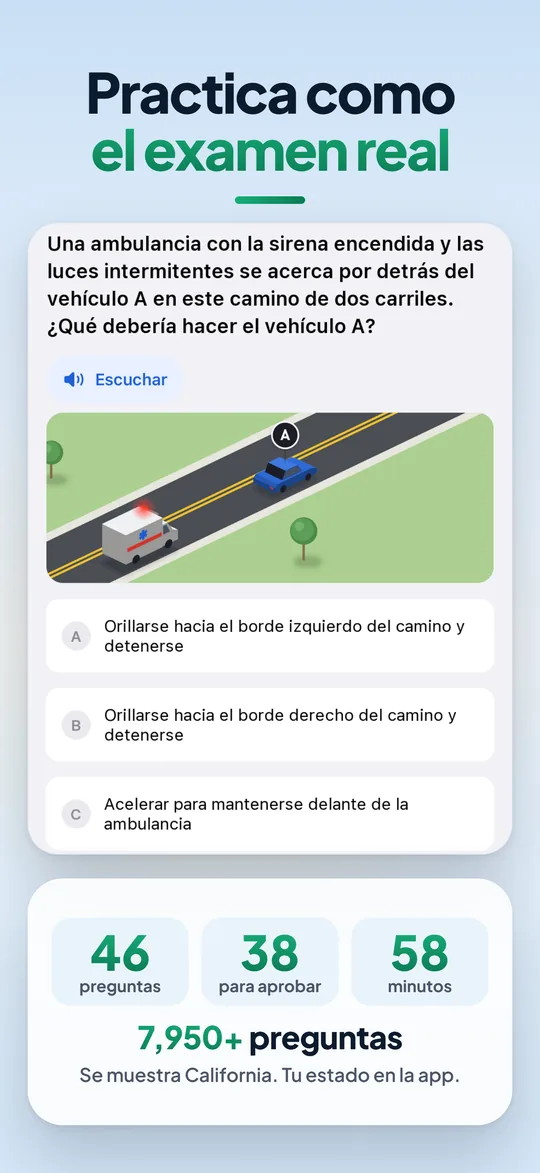 Practica como
el examen real
Una ambulancia con la sirena encendida y las
luces intermitentes se acerca por detrás del
vehículo A en este camino de dos carriles.
¿Qué debería hacer el vehículo A?
Escuchar
A
A
Orillarse hacia el borde izquierdo del camino y
detenerse
B
Orillarse hacia el borde derecho del camino y
detenerse
C
Acelerar para mantenerse delante de la
ambulancia
46
preguntas
38
para aprobar
58
minutos
7,950+ preguntas
Se muestra California. Tu estado en la app.